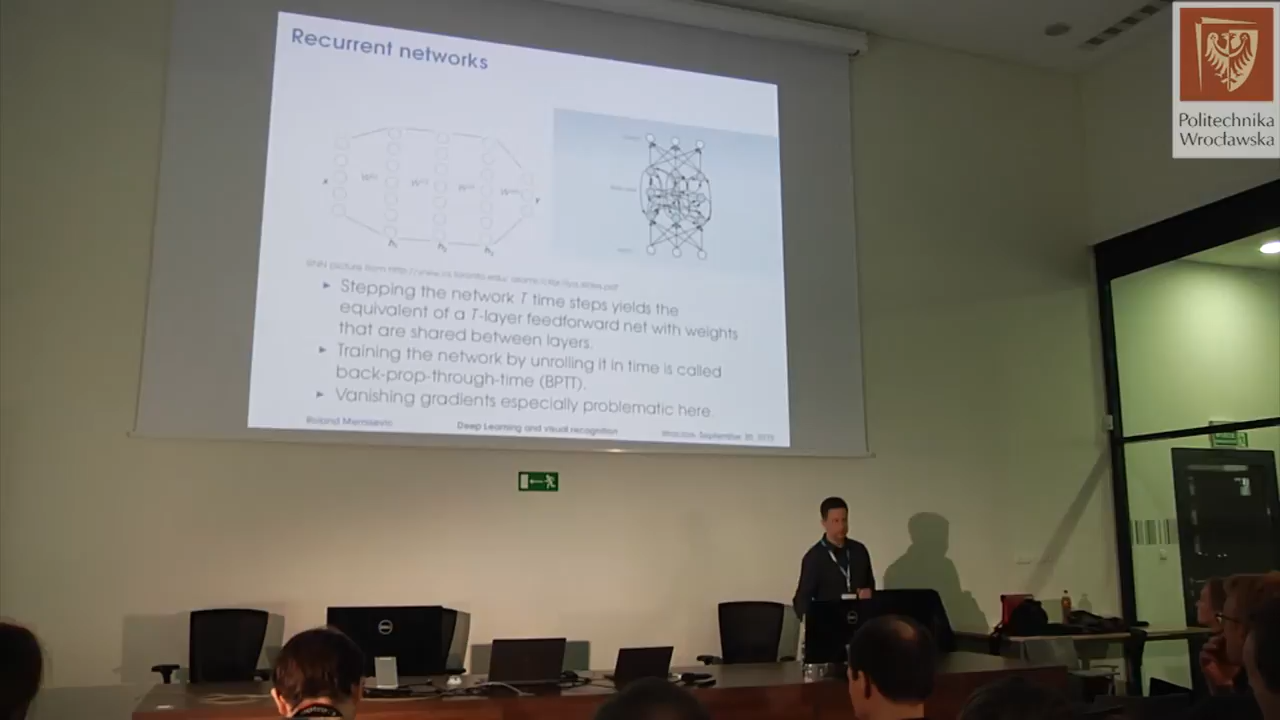 Recurrent networks
Politechnika
Wrocławska
x
y
▸ Stepping the network T time steps yields the
equivalent of a T-layer feedforward net with weights
that are shared between layers.
▸ Training the network by unrolling it in time is called
back-prop-through-time (BPTT).
▸ Vanishing gradients especially problematic here.
Deep Learning and visual recognition
DELL